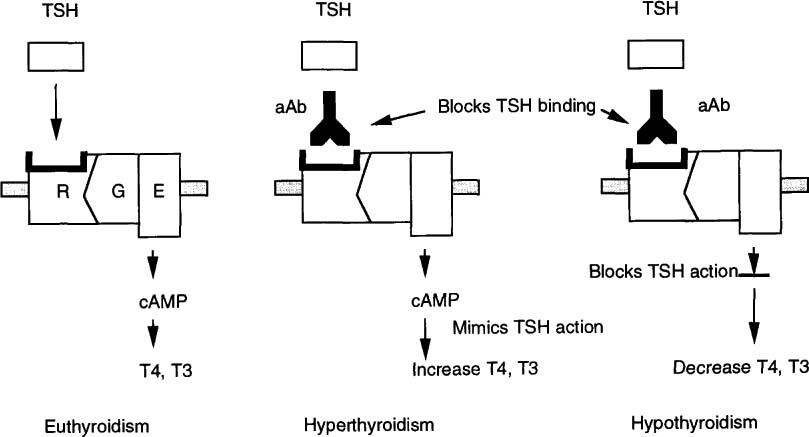 TSH
TSH
TSH
aAb
Blocks TSH binding
aAb
R
G
E
Blocks TSH action
cAMP
cAMP
Mimics TSH action
T4, T3
Increase T4, T3
Decrease T4, T3
Euthyroidism
Hyperthyroidism
Hypothyroidism